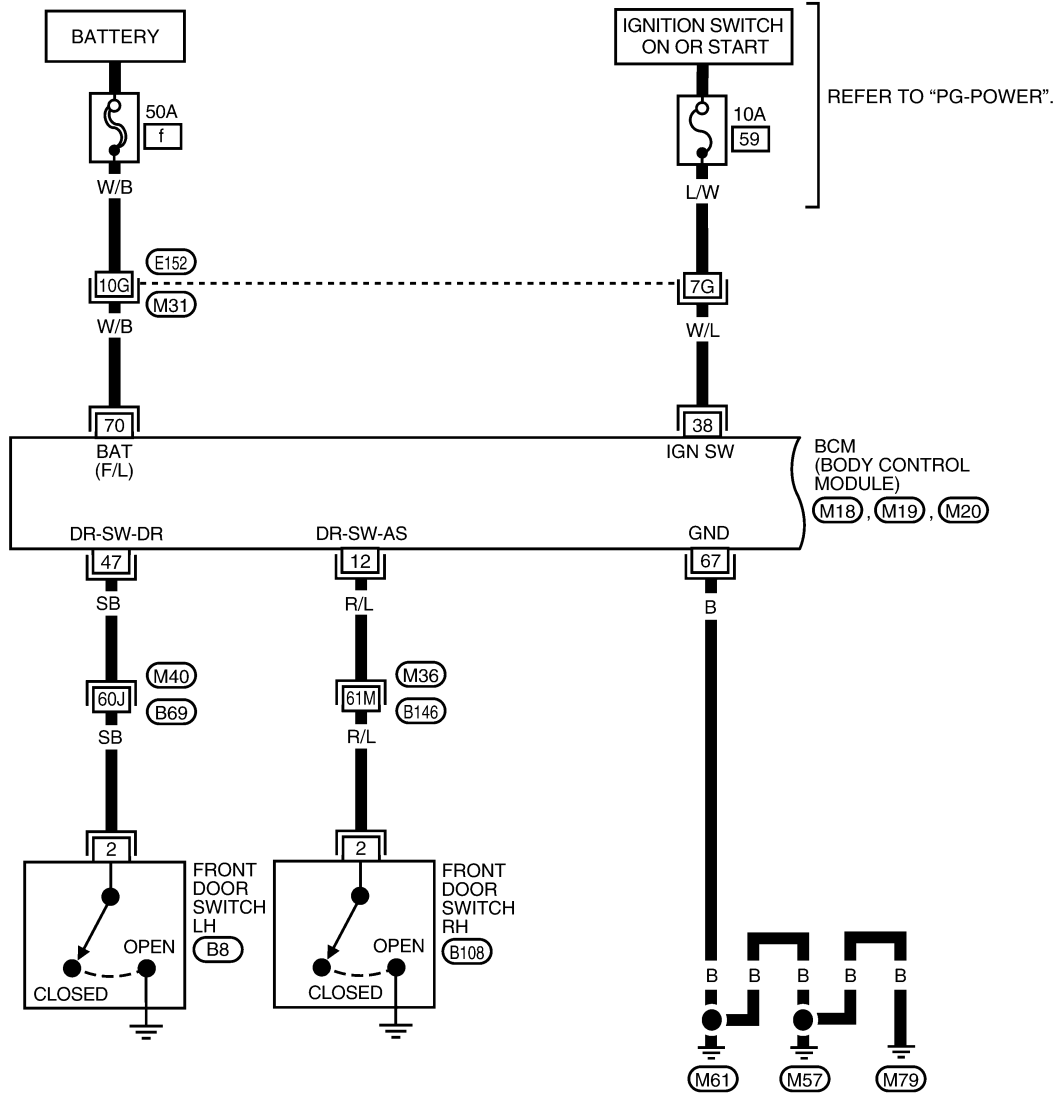 BATTERY
IGNITION SWITCH
ON OR START
REFER TO “PG-POWER”.
50A
f
10A
59
W/B
L/W
E152
10G
7G
M31
W/B
W/L
70
38
BAT
(F/L)
IGN SW
BCM
(BODY CONTROL
MODULE)
M18 , M19 , M20
DR-SW-DR
DR-SW-AS
GND
47
12
67
SB
R/L
B
M40
M36
60J
61M
B69
B146
SB
R/L
2
2
FRONT
DOOR
SWITCH
LH
B8
FRONT
DOOR
SWITCH
RH
B108
OPEN
OPEN
CLOSED
CLOSED
B
B
B
B
B
M61
M57
M79